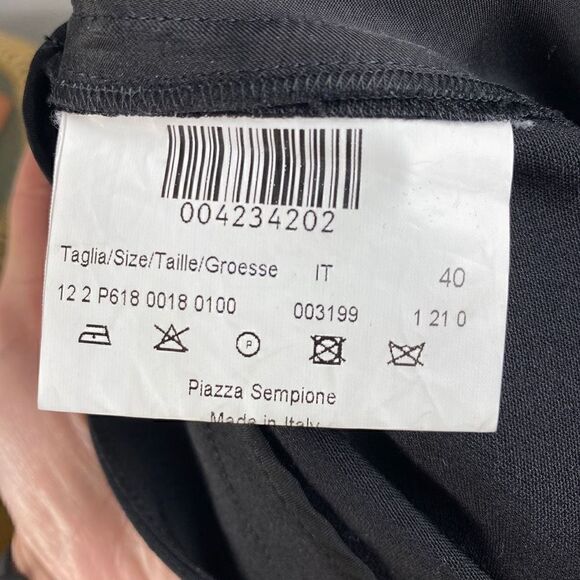 004234202
Taglia/Size/Taille/Groesse IT 40
12 2 P618 0018 0100 003199 1 21 0
P
Piazza Sempione
Made in Italy